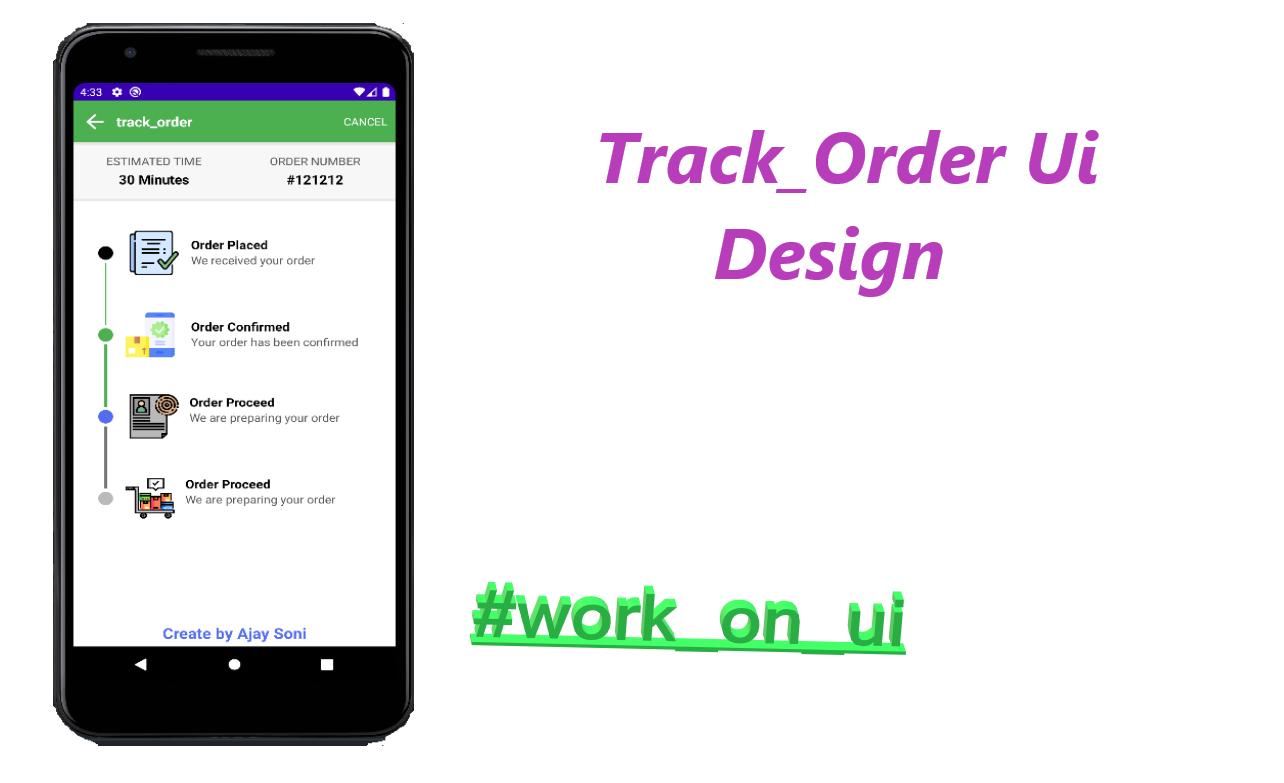 4:33
track_order
CANCEL
ESTIMATED TIME
30 Minutes
ORDER NUMBER
#121212
Order Placed
We received your order
Order Confirmed
Your order has been confirmed
Order Proceed
We are preparing your order
Order Proceed
We are preparing your order
Create by Ajay Soni
Track_Order Ui
Design
#work_on_ui